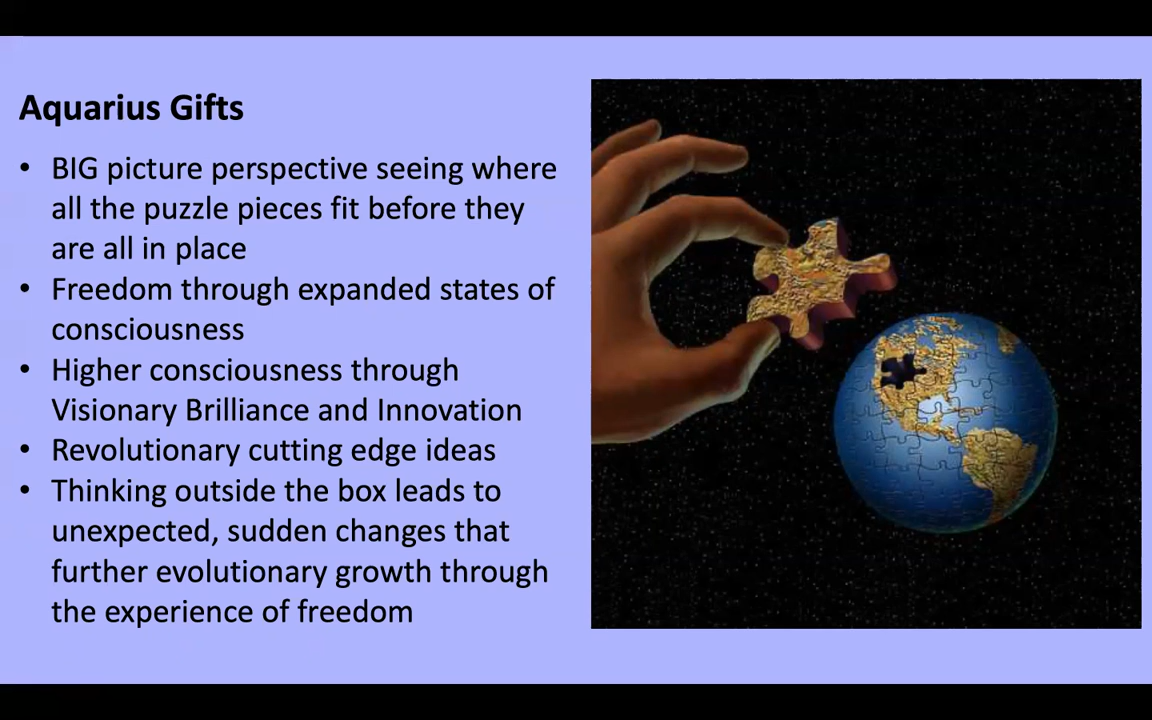 Aquarius Gifts
• BIG picture perspective seeing where
all the puzzle pieces fit before they
are all in place
• Freedom through expanded states of
consciousness
• Higher consciousness through
Visionary Brilliance and Innovation
• Revolutionary cutting edge ideas
• Thinking outside the box leads to
unexpected, sudden changes that
further evolutionary growth through
the experience of freedom